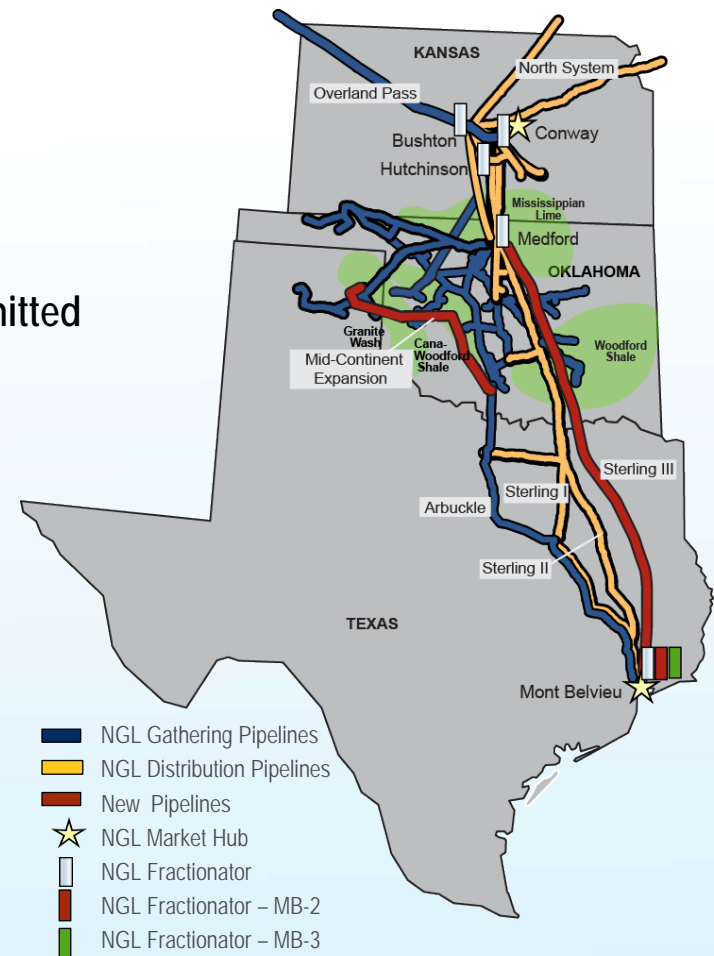 KANSAS
North System
Overland Pass
Bushton
Conway
Hutchinson
Mississippian
Lime
Medford
OKLAHOMA
nitted
Granite
Wash
Cana-
Woodford
Shale
Woodford
Shale
Mid-Continent
Expansion
Sterling III
Sterling I
Arbuckle
Sterling II
TEXAS
Mont Belvieu
NGL Gathering Pipelines
NGL Distribution Pipelines
New Pipelines
NGL Market Hub
NGL Fractionator
NGL Fractionator – MB-2
NGL Fractionator – MB-3